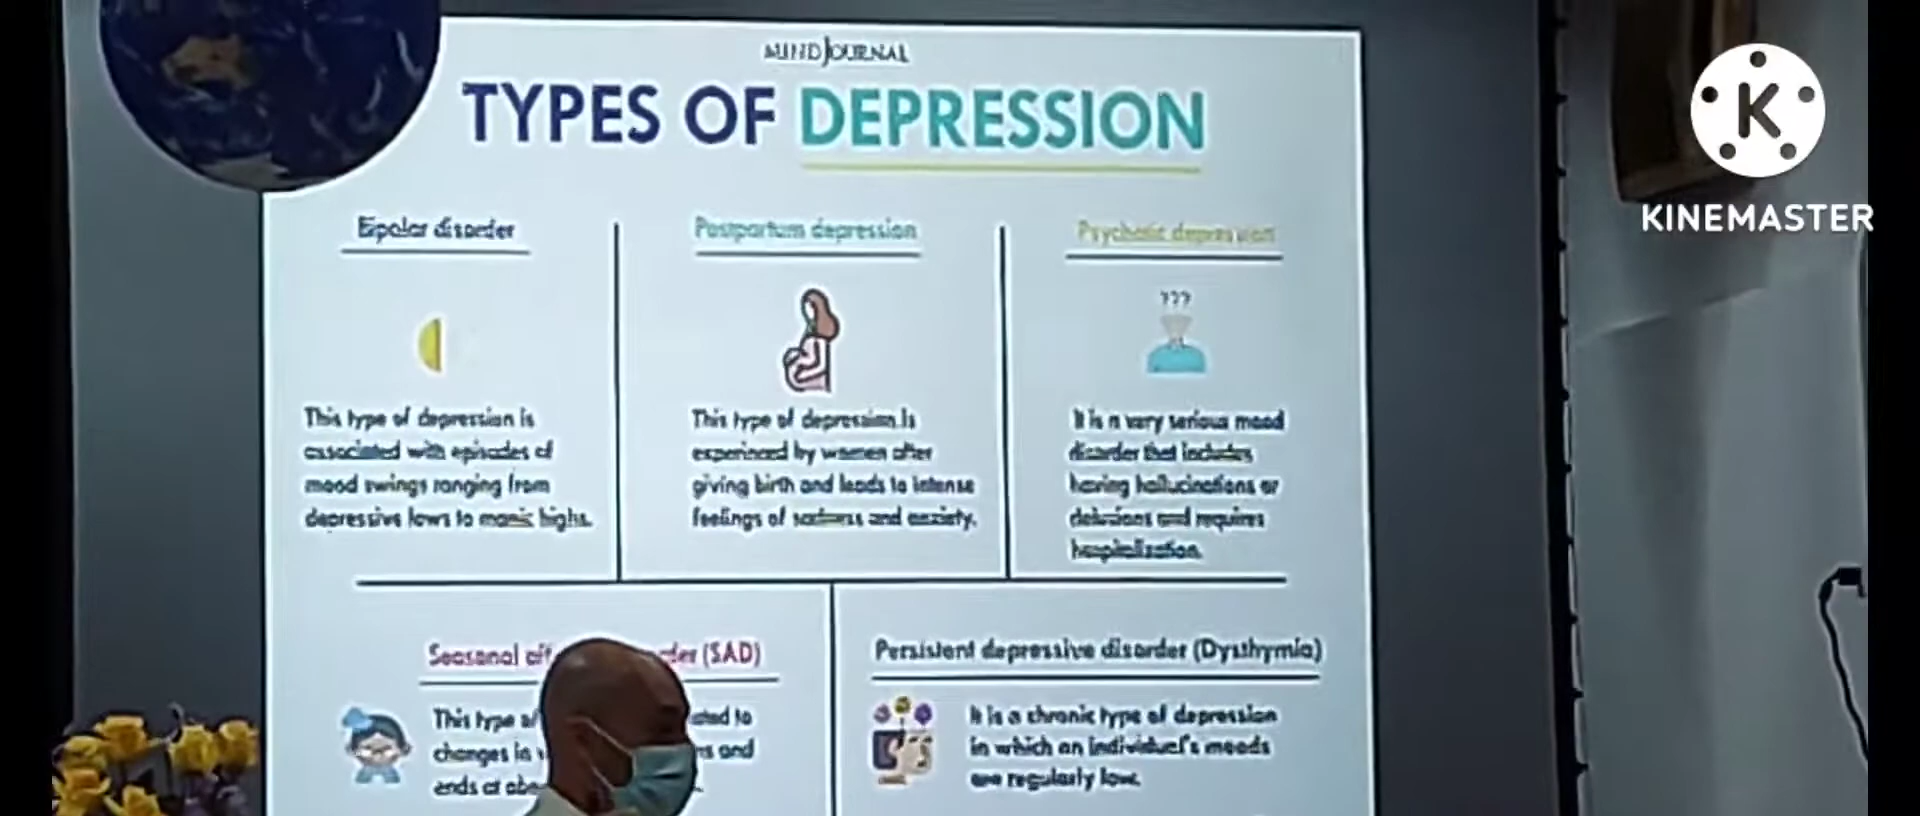 MIND JOURNAL
TYPES OF DEPRESSION
K
KINEMASTER
Bipolar disorder
This type of depression is
associated with episodes of
mood swings ranging from
depressive lows to manic highs.
Postpartum depression
This type of depression is
experienced by women after
giving birth and leads to intense
feelings of sadness and anxiety.
Psychotic depression
???
It is a very serious mood
disorder that includes
having hallucinations or
delusions and requires
hospitalization.
Seasonal (SAD)
This type
changes in and
ends at
Persistent depressive disorder (Dysthymia)
It is a chronic type of depression
in which an individual's moods
are regularly low.